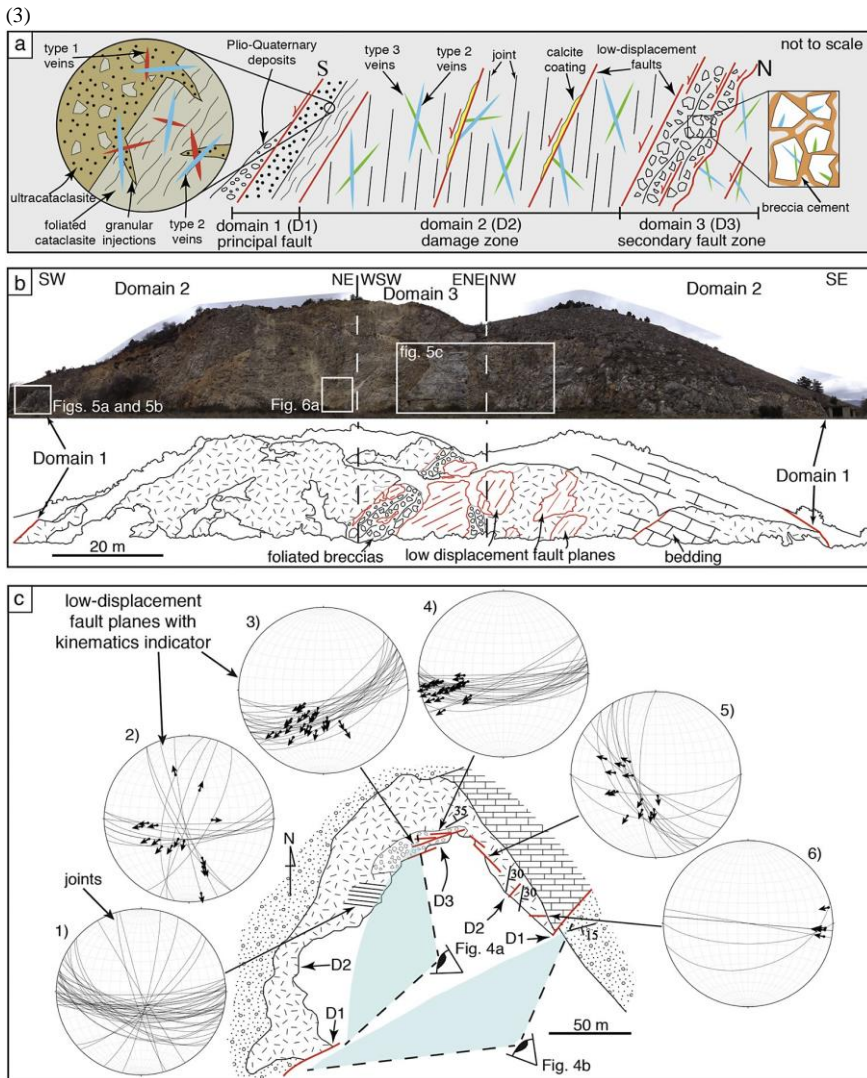 (3)
a
type 1
veins
Plio-Quaternary
deposits
S
type 3
veins
type 2
veins
joint
calcite
coating
low-displacement
faults
N
not to scale
ultracataclasite
foliated
cataclasite
granular
injections
type 2
veins
domain 1 (D1)
principal fault
domain 2 (D2)
damage zone
domain 3 (D3)
secondary fault zone
breccia cement
b
SW
Domain 2
NE
WSW
Domain 3
ENE
NW
Domain 2
SE
Figs. 5a and 5b
Fig. 6a
fig. 5c
Domain 1
Domain 1
20 m
foliated breccias
low displacement fault planes
bedding
c
low-displacement
fault planes with
kinematics indicator
3)
4)
2)
5)
6)
joints
1)
N
35
30
30
15
D3
D2
D1
D2
D1
Fig. 4a
Fig. 4b
50 m